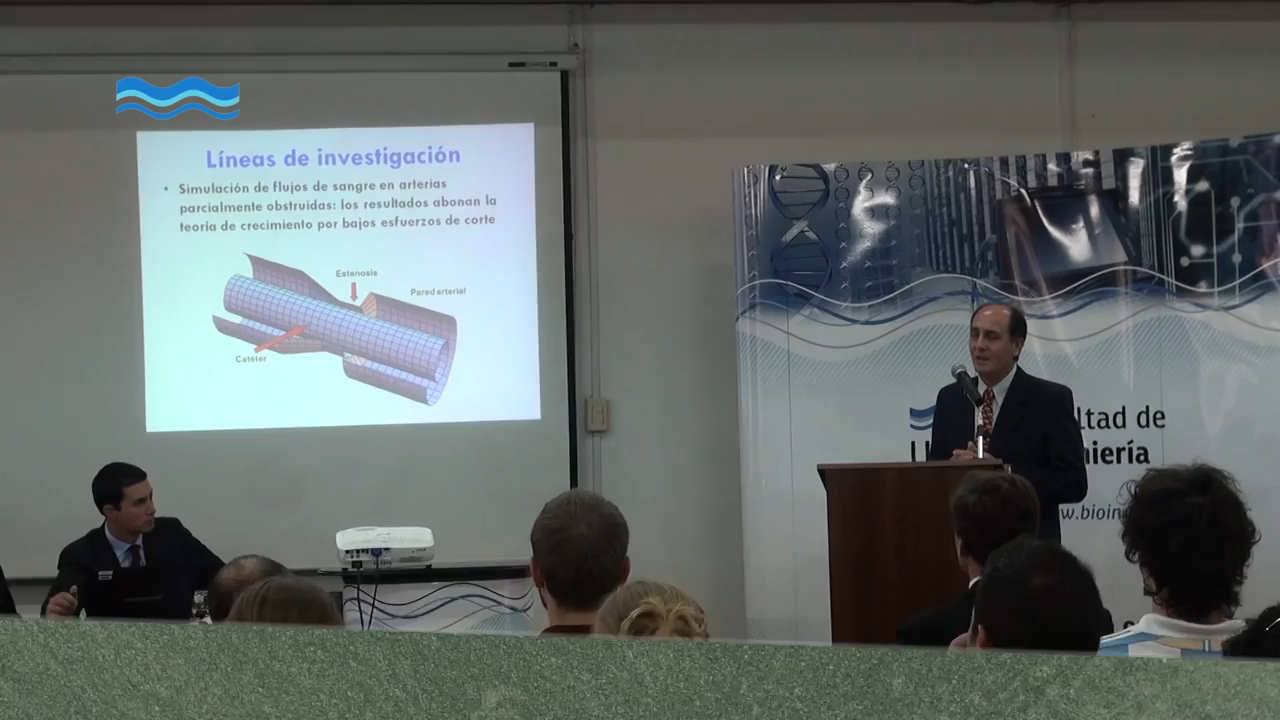 Líneas de investigación
• Simulación de flujos de sangre en arterias
parcialmente obstruidas: los resultados abonan la
teoría de crecimiento por bajos esfuerzos de corte
Estenosis
Pared arterial
Catéter
ltad de
niería
w.bioin